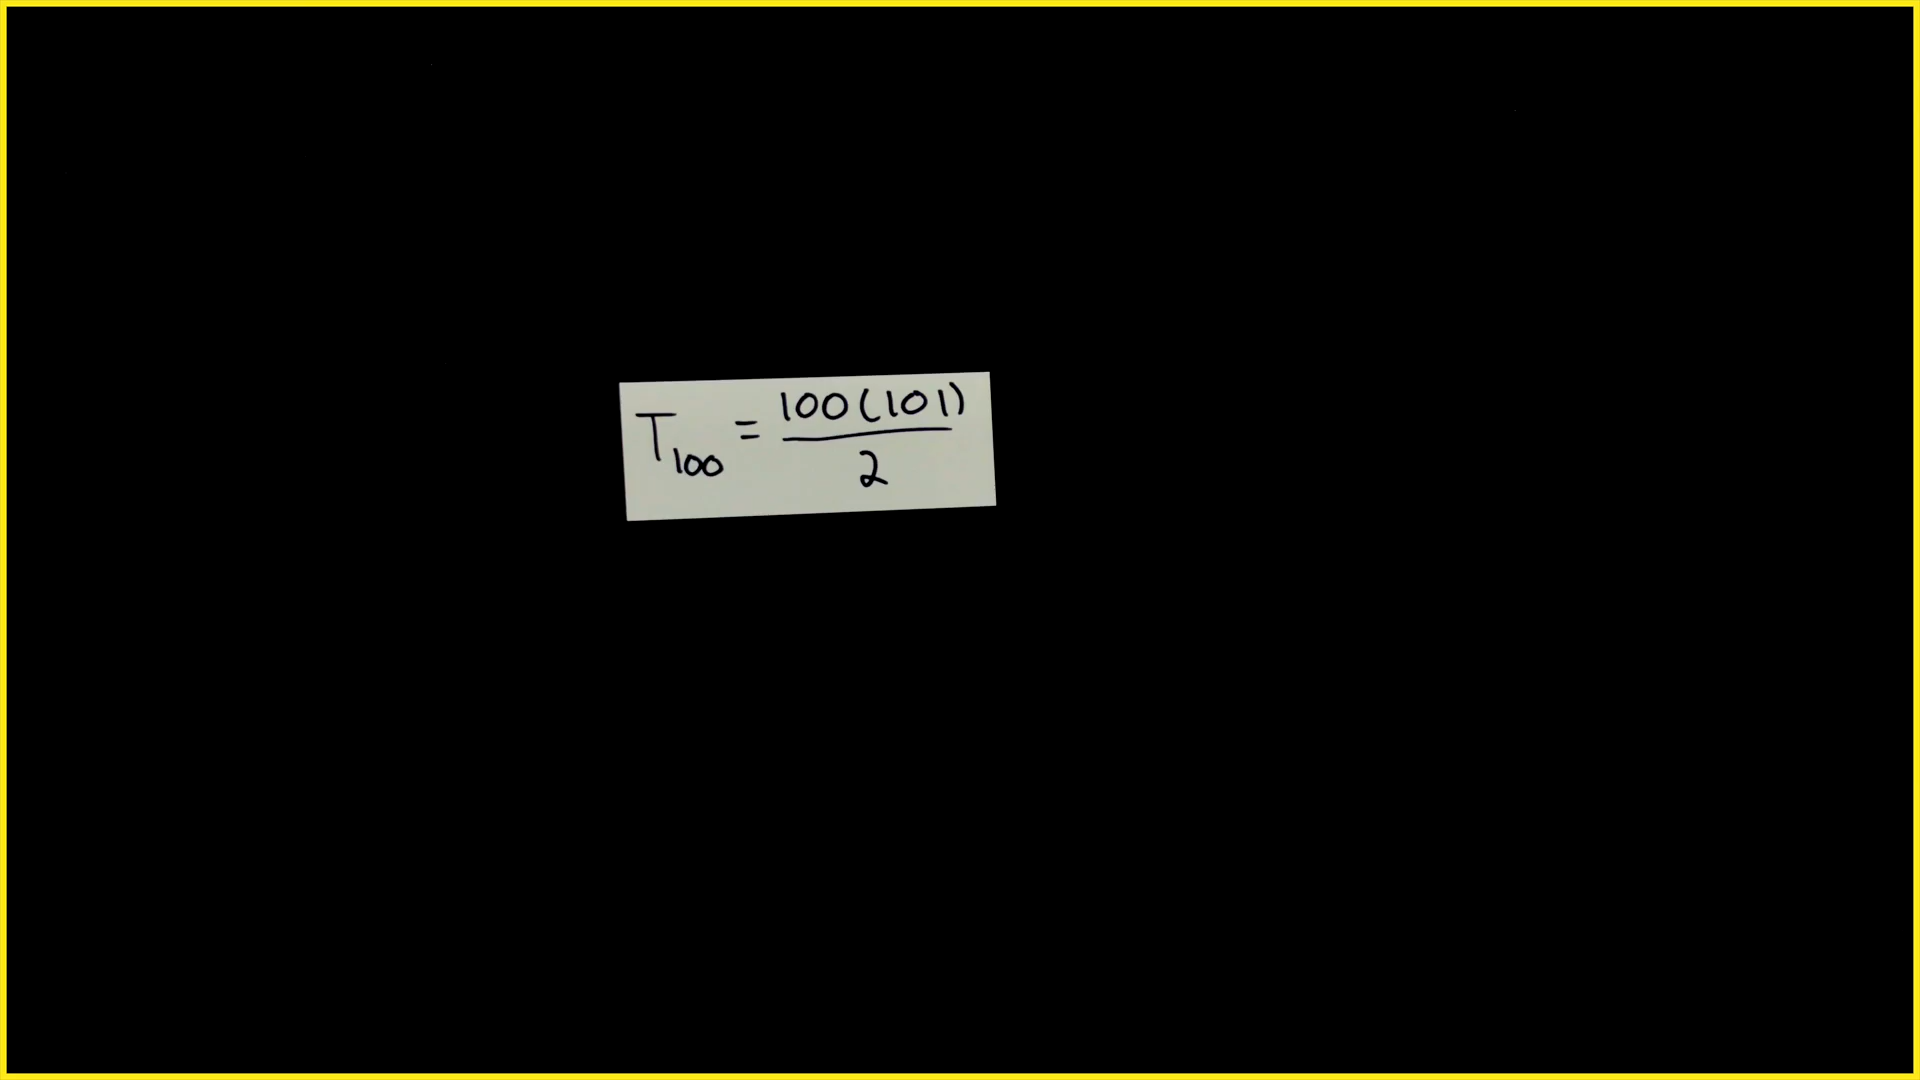 T₁₀₀ = 100(101)/2